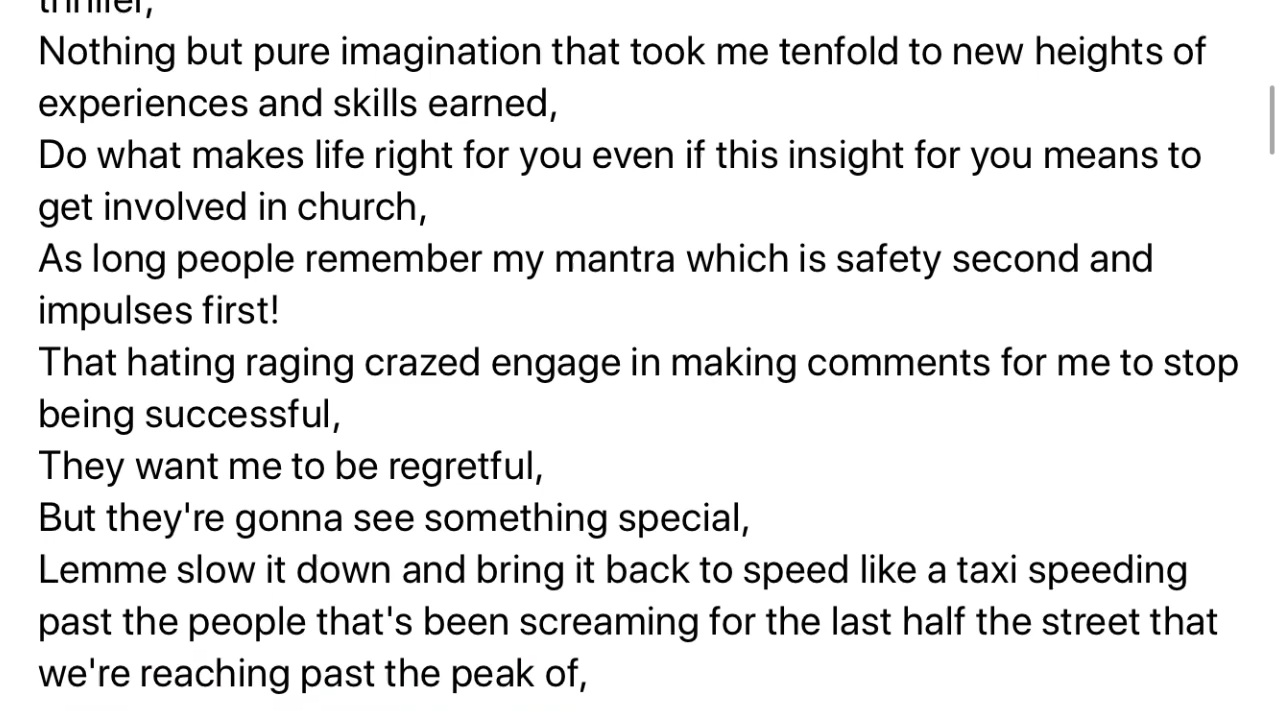 thriller,
Nothing but pure imagination that took me tenfold to new heights of
experiences and skills earned,
Do what makes life right for you even if this insight for you means to
get involved in church,
As long people remember my mantra which is safety second and
impulses first!
That hating raging crazed engage in making comments for me to stop
being successful,
They want me to be regretful,
But they're gonna see something special,
Lemme slow it down and bring it back to speed like a taxi speeding
past the people that's been screaming for the last half the street that
we're reaching past the peak of,